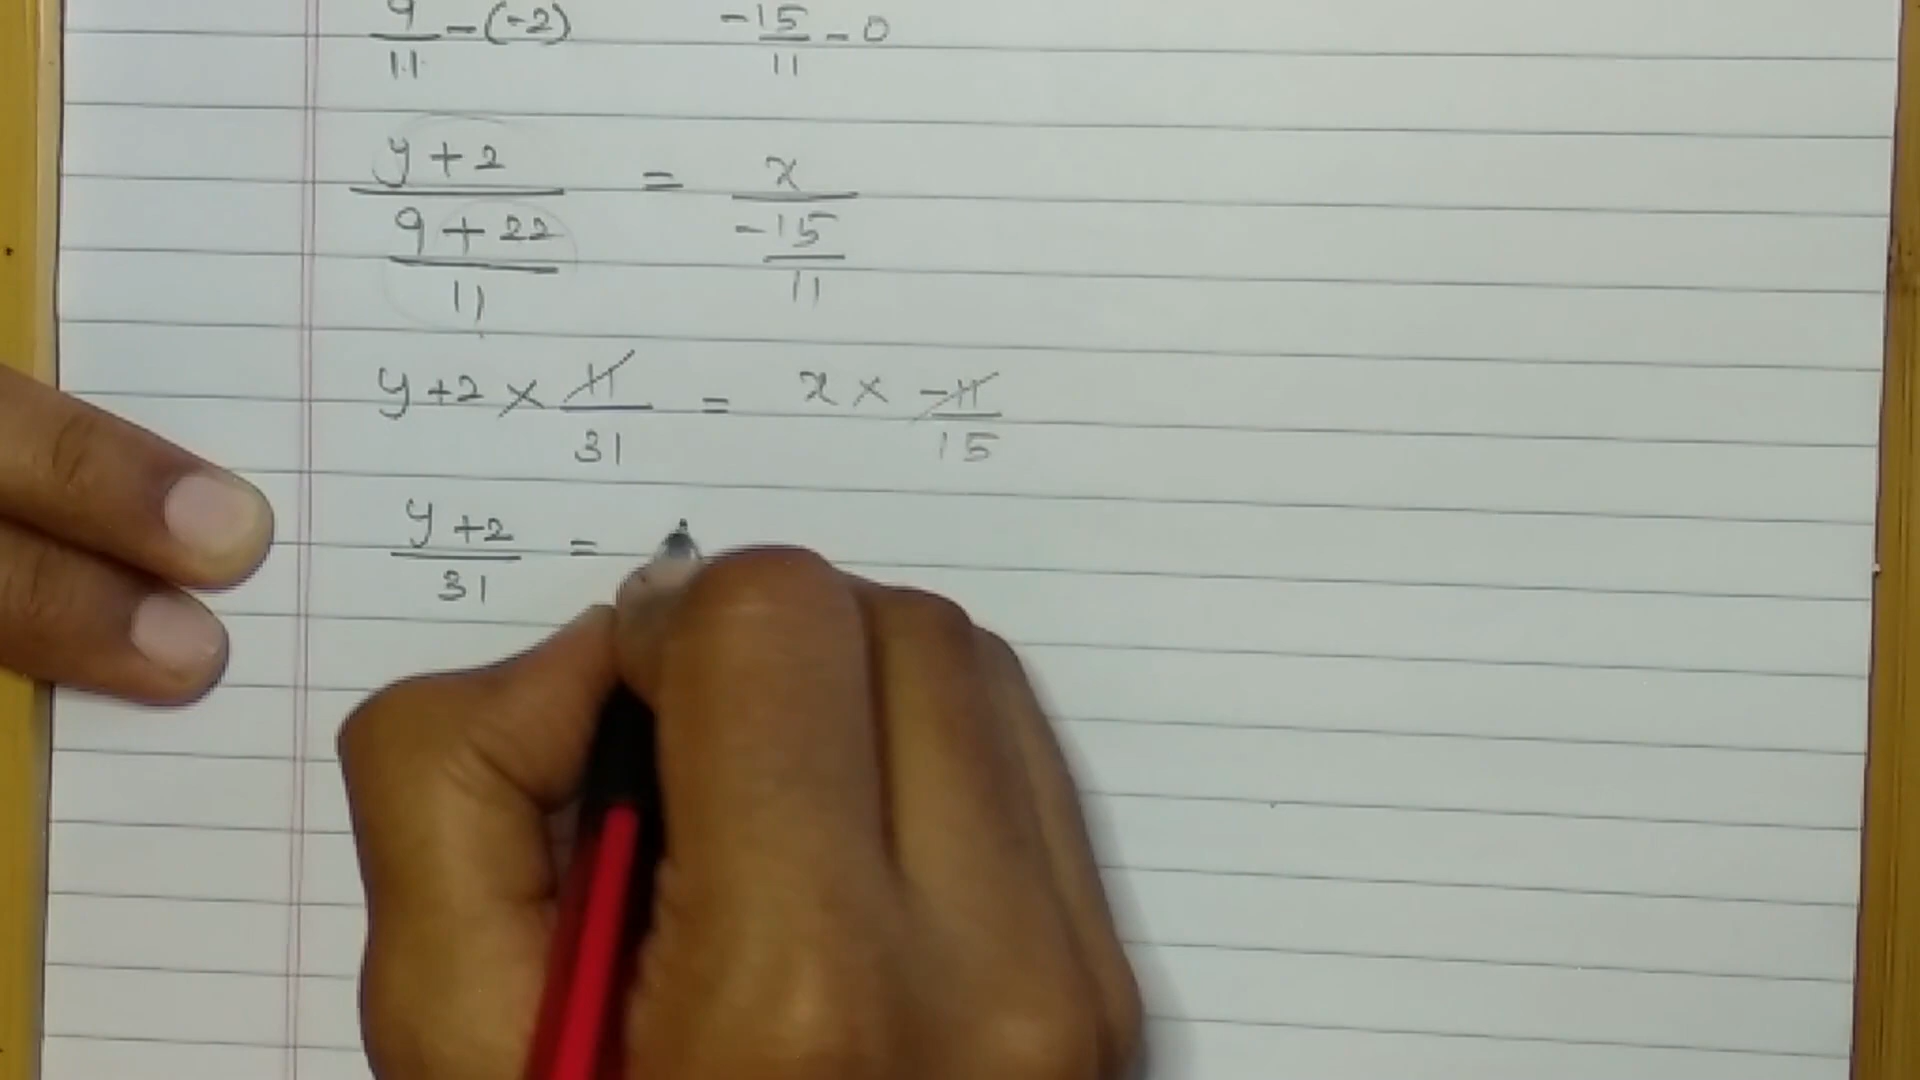 9/11 - (-2) -15/11 - 0
(y + 2)/((9 + 22)/11) = x/(-15/11)
y + 2 × 11/31 = x × -11/15
(y + 2)/31 =